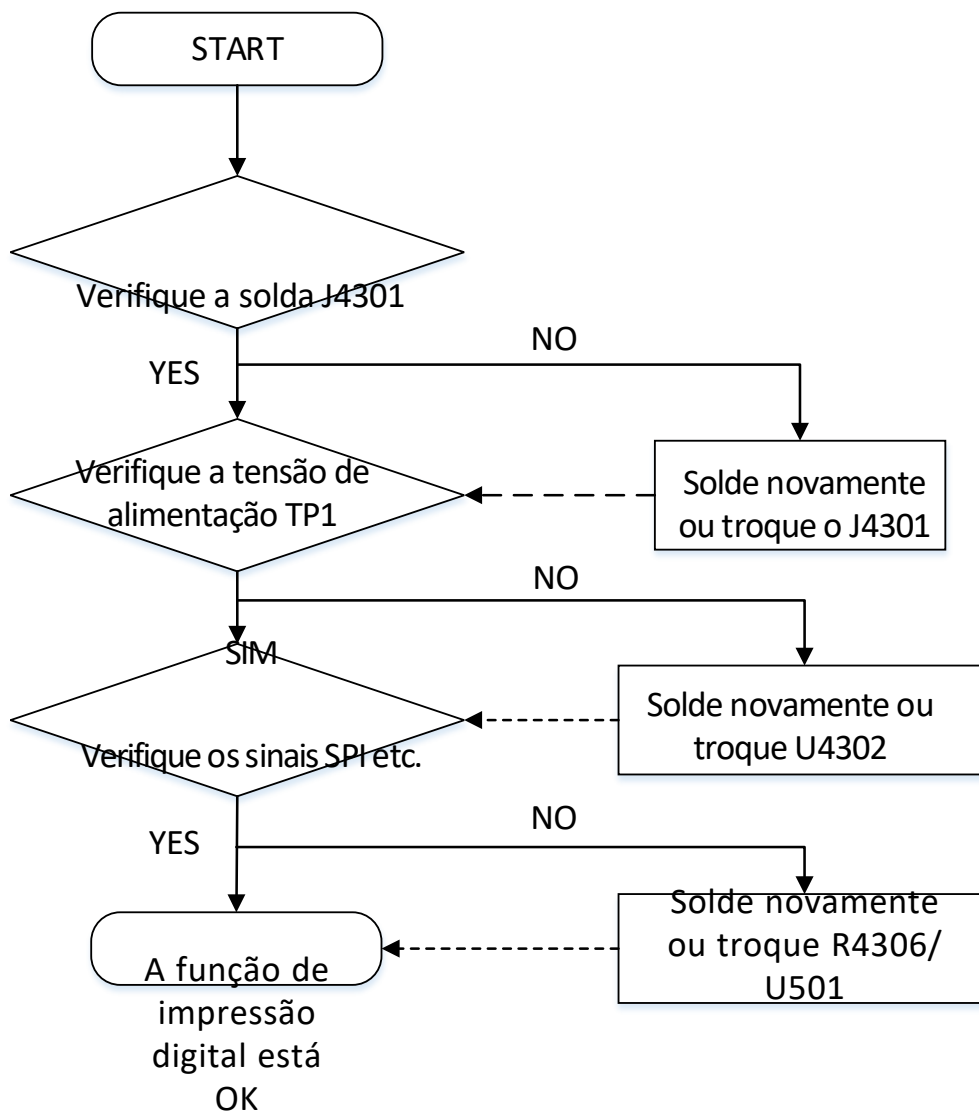 START
Verifique a solda J4301
NO
YES
Verifique a tensão de
alimentação TP1
Solde novamente
ou troque o J4301
NO
SIM
Verifique os sinais SPI etc.
Solde novamente ou
troque U4302
NO
YES
Solde novamente
ou troque R4306/
U501
A função de
impressão
digital está
OK